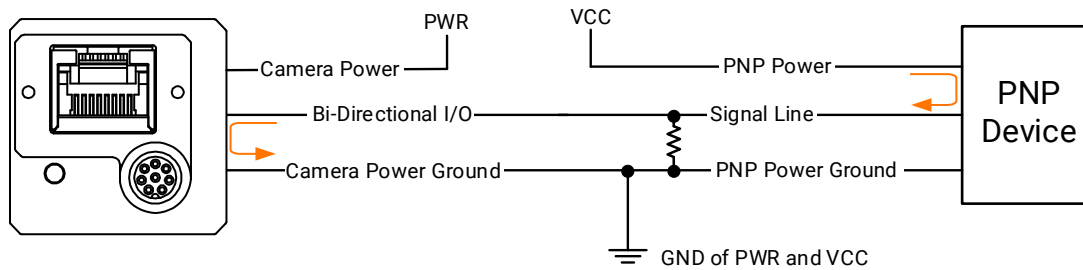 PWR
VCC
Camera Power
PNP Power
Bi-Directional I/O
Signal Line
PNP
Device
Camera Power Ground
PNP Power Ground
GND of PWR and VCC